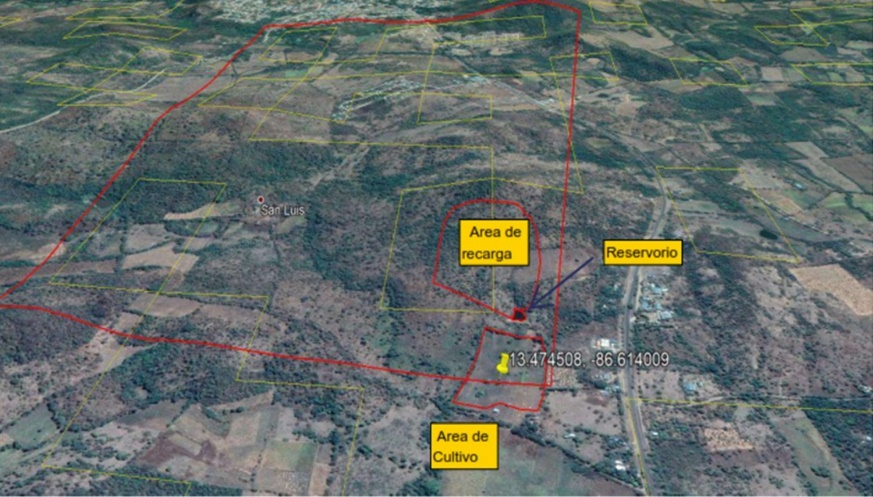 San Luis
Area de
recarga
Reservorio
13.474508, -86.614009
Area de
Cultivo